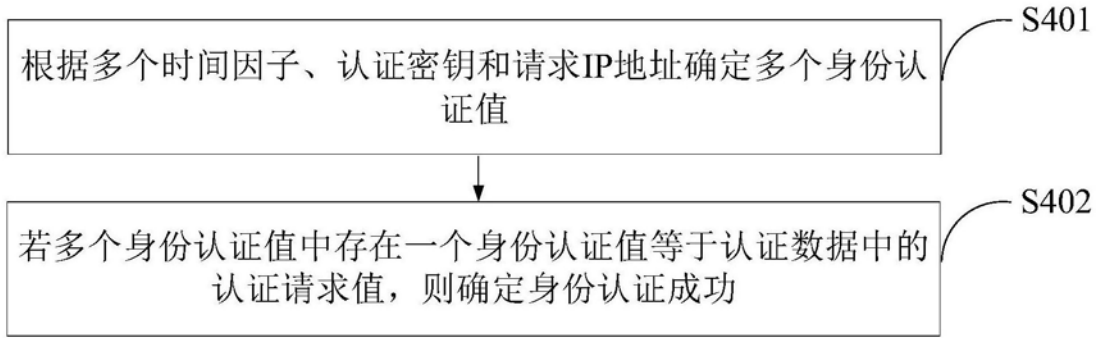 S401
根据多个时间因子、认证密钥和请求IP地址确定多个身份认
证值
S402
若多个身份认证值中存在一个身份认证值等于认证数据中的
认证请求值，则确定身份认证成功